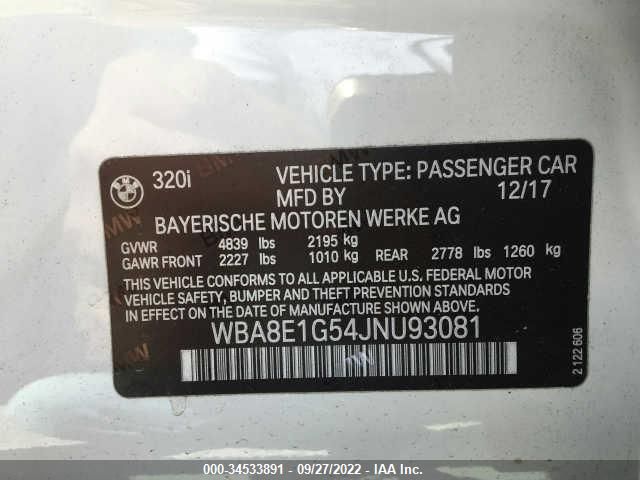 320i VEHICLE TYPE: PASSENGER CAR
MFD BY 12/17
BAYERISCHE MOTOREN WERKE AG
GVWR 4839 lbs 2195 kg
GAWR FRONT 2227 lbs 1010 kg REAR 2778 lbs 1260 kg
THIS VEHICLE CONFORMS TO ALL APPLICABLE U.S. FEDERAL MOTOR
VEHICLE SAFETY, BUMPER AND THEFT PREVENTION STANDARDS
IN EFFECT ON THE DATE OF MANUFACTURE SHOWN ABOVE.
WBA8E1G54JNU93081
2 122 606
000-34533891 - 09/27/2022 - IAA Inc.